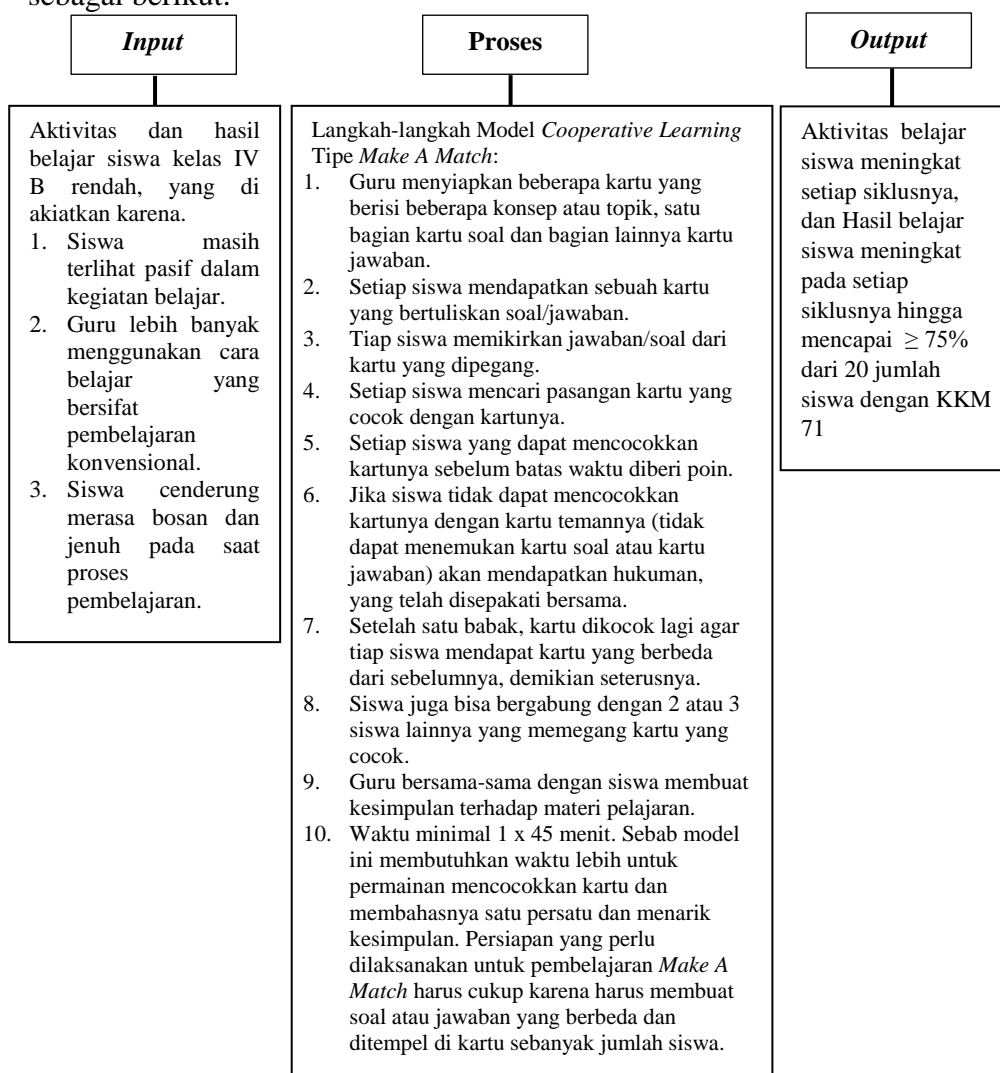 sebagai berikut:
Input
Proses
Output
Aktivitas dan hasil
belajar siswa kelas IV
B rendah, yang di
akiatkan karena.
1. Siswa masih
terlihat pasif dalam
kegiatan belajar.
2. Guru lebih banyak
menggunakan cara
belajar yang
bersifat
pembelajaran
konvensional.
3. Siswa cenderung
merasa bosan dan
jenuh pada saat
proses
pembelajaran.
Langkah-langkah Model Cooperative Learning
Tipe Make A Match:
1. Guru menyiapkan beberapa kartu yang
berisi beberapa konsep atau topik, satu
bagian kartu soal dan bagian lainnya kartu
jawaban.
2. Setiap siswa mendapatkan sebuah kartu
yang bertuliskan soal/jawaban.
3. Tiap siswa memikirkan jawaban/soal dari
kartu yang dipegang.
4. Setiap siswa mencari pasangan kartu yang
cocok dengan kartunya.
5. Setiap siswa yang dapat mencocokkan
kartunya sebelum batas waktu diberi poin.
6. Jika siswa tidak dapat mencocokkan
kartunya dengan kartu temannya (tidak
dapat menemukan kartu soal atau kartu
jawaban) akan mendapatkan hukuman,
yang telah disepakati bersama.
7. Setelah satu babak, kartu dikocok lagi agar
tiap siswa mendapat kartu yang berbeda
dari sebelumnya, demikian seterusnya.
8. Siswa juga bisa bergabung dengan 2 atau 3
siswa lainnya yang memegang kartu yang
cocok.
9. Guru bersama-sama dengan siswa membuat
kesimpulan terhadap materi pelajaran.
10. Waktu minimal 1 x 45 menit. Sebab model
ini membutuhkan waktu lebih untuk
permainan mencocokkan kartu dan
membahasnya satu persatu dan menarik
kesimpulan. Persiapan yang perlu
dilaksanakan untuk pembelajaran Make A
Match harus cukup karena harus membuat
soal atau jawaban yang berbeda dan
ditempel di kartu sebanyak jumlah siswa.
Aktivitas belajar
siswa meningkat
setiap siklusnya,
dan Hasil belajar
siswa meningkat
pada setiap
siklusnya hingga
mencapai ≥ 75%
dari 20 jumlah
siswa dengan KKM
71